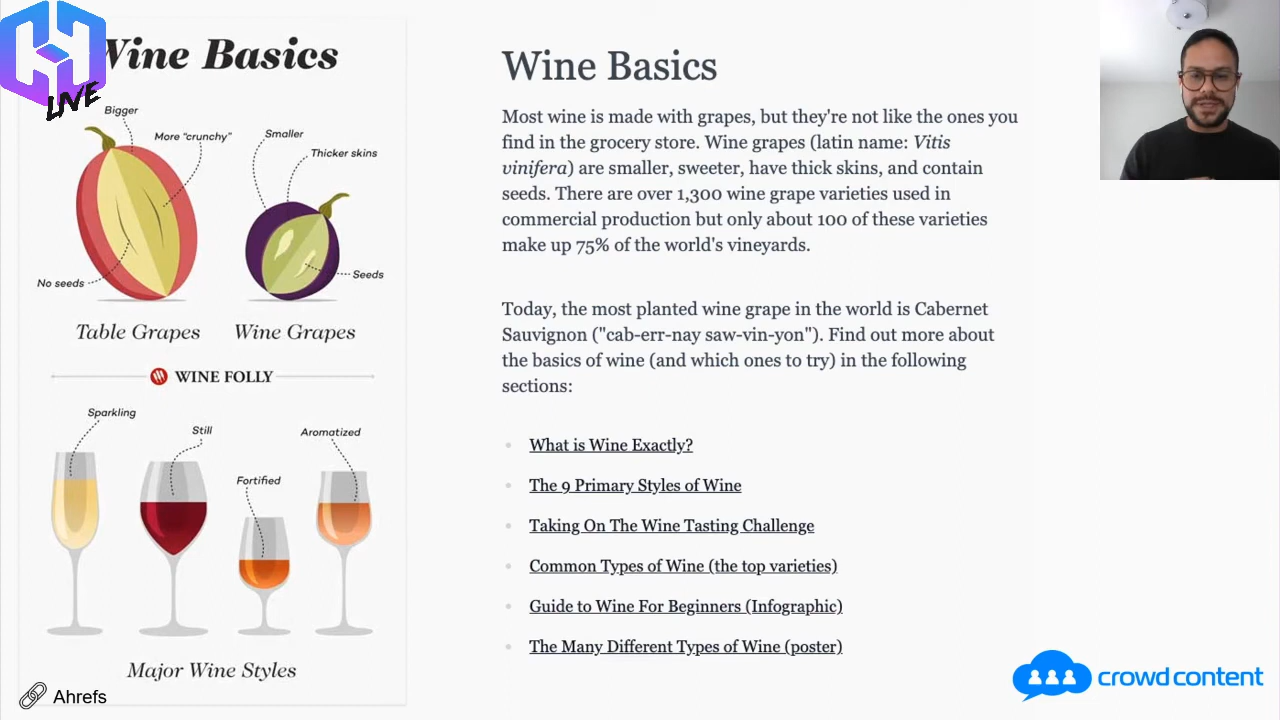 LIVE
Wine Basics
Bigger
More "crunchy"
Smaller
Thicker skins
No seeds
Seeds
Table Grapes
Wine Grapes
WINE FOLLY
Sparkling
Still
Aromatized
Fortified
Major Wine Styles
Ahrefs
Wine Basics
Most wine is made with grapes, but they're not like the ones you
find in the grocery store. Wine grapes (latin name: Vitis
vinifera) are smaller, sweeter, have thick skins, and contain
seeds. There are over 1,300 wine grape varieties used in
commercial production but only about 100 of these varieties
make up 75% of the world's vineyards.
Today, the most planted wine grape in the world is Cabernet
Sauvignon ("cab-err-nay saw-vin-yon"). Find out more about
the basics of wine (and which ones to try) in the following
sections:
What is Wine Exactly?
The 9 Primary Styles of Wine
Taking On The Wine Tasting Challenge
Common Types of Wine (the top varieties)
Guide to Wine For Beginners (Infographic)
The Many Different Types of Wine (poster)
crowd content